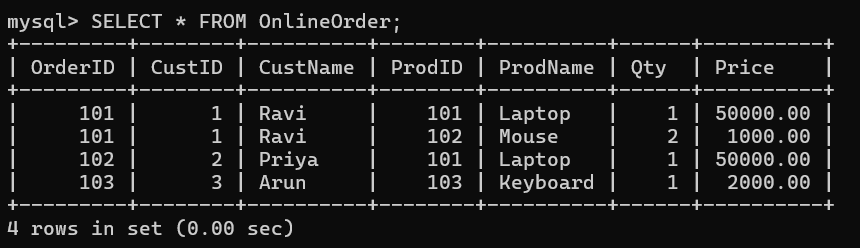 mysql> SELECT * FROM OnlineOrder;
+---------+--------+----------+--------+----------+------+----------+
| OrderID | CustID | CustName | ProdID | ProdName | Qty  | Price    |
+---------+--------+----------+--------+----------+------+----------+
|     101 |      1 | Ravi     |    101 | Laptop   |    1 | 50000.00 |
|     101 |      1 | Ravi     |    102 | Mouse    |    2 |  1000.00 |
|     102 |      2 | Priya    |    101 | Laptop   |    1 | 50000.00 |
|     103 |      3 | Arun     |    103 | Keyboard |    1 |  2000.00 |
+---------+--------+----------+--------+----------+------+----------+
4 rows in set (0.00 sec)